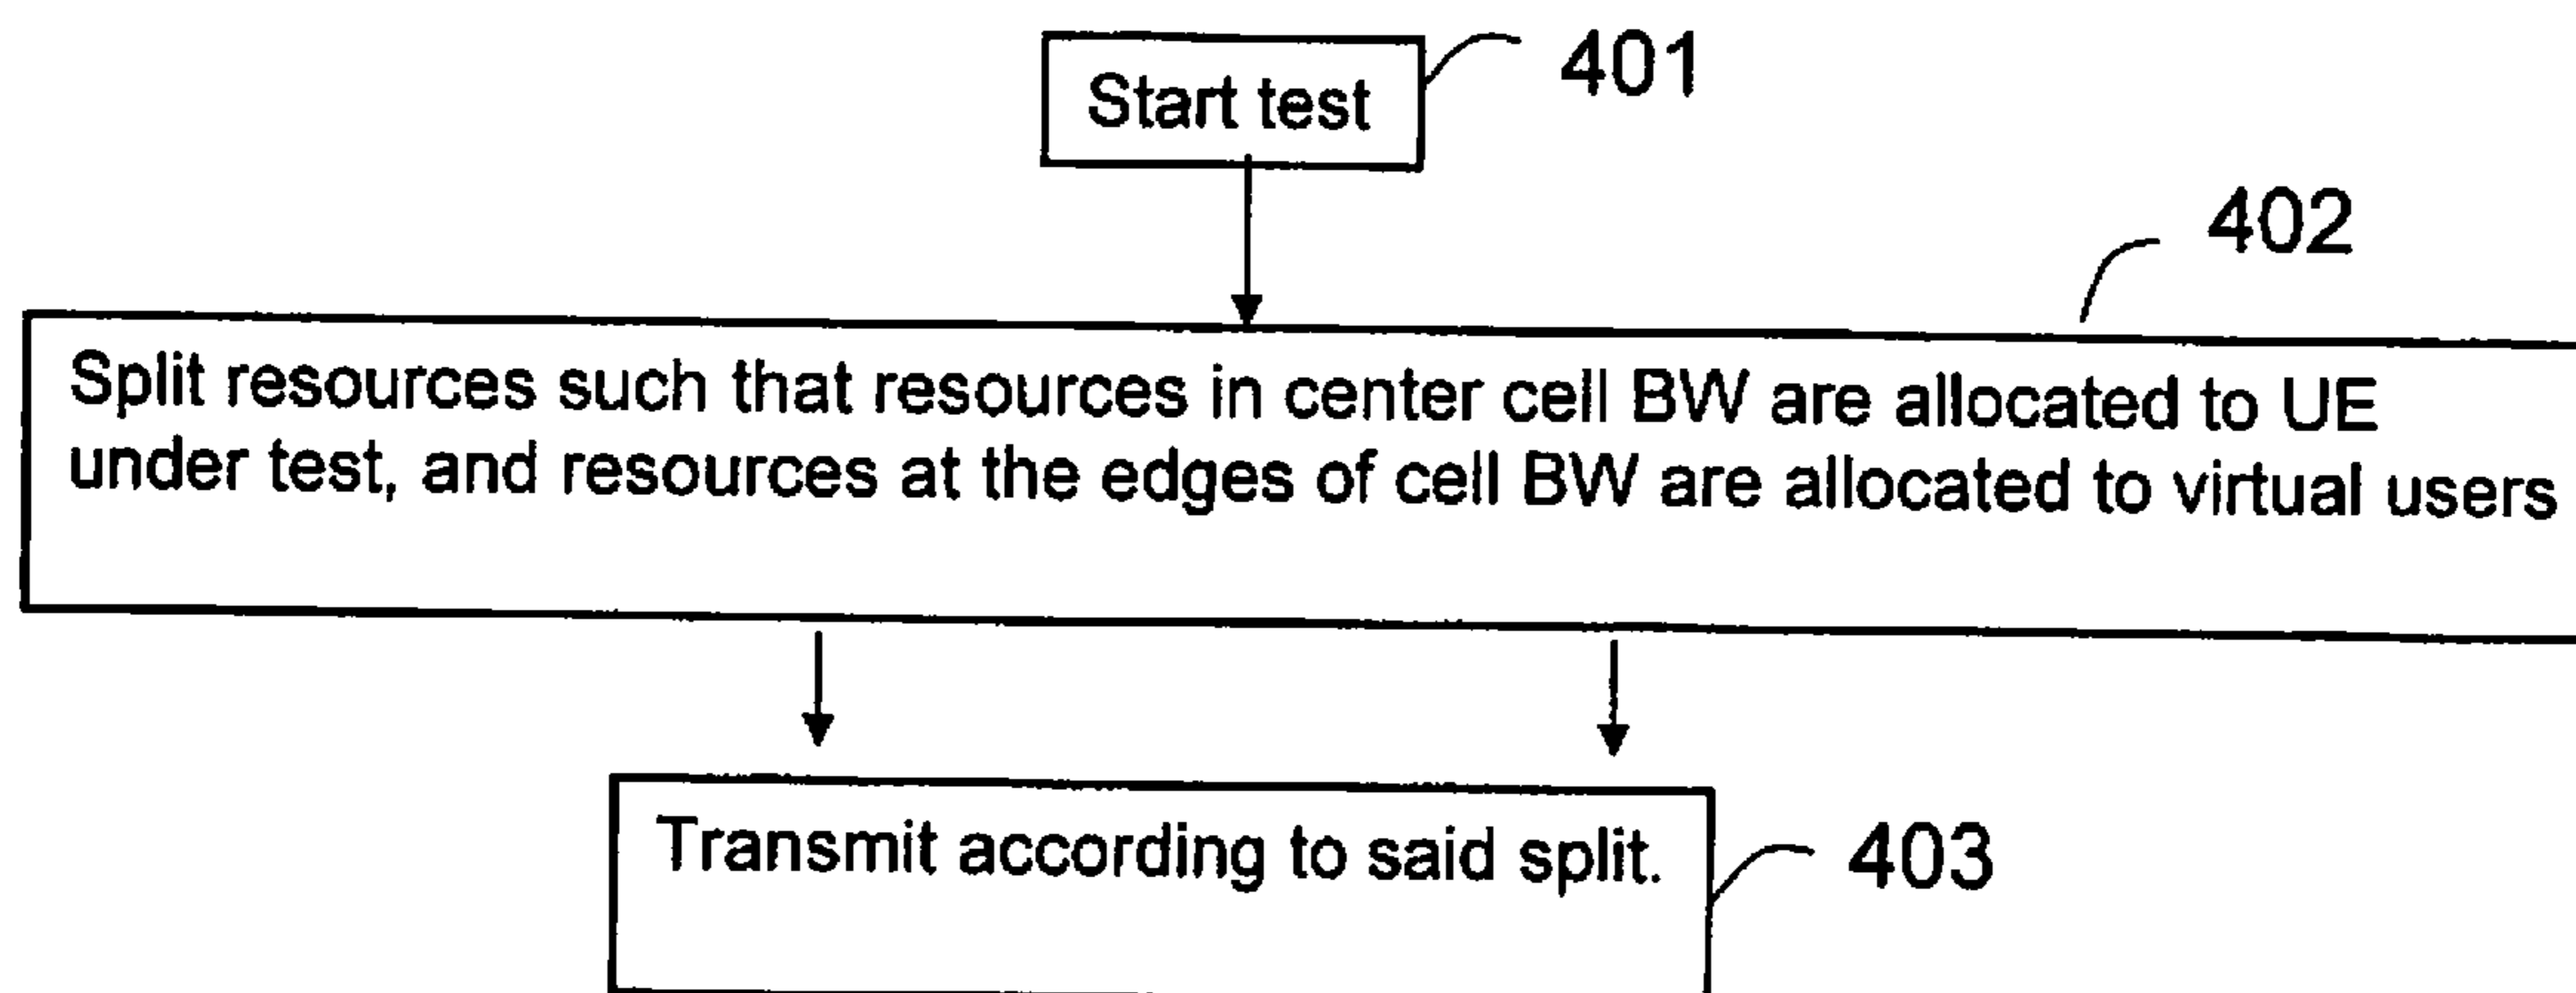 Start test
401
402
Split resources such that resources in center cell BW are allocated to UE
under test, and resources at the edges of cell BW are allocated to virtual users
Transmit according to said split.
403